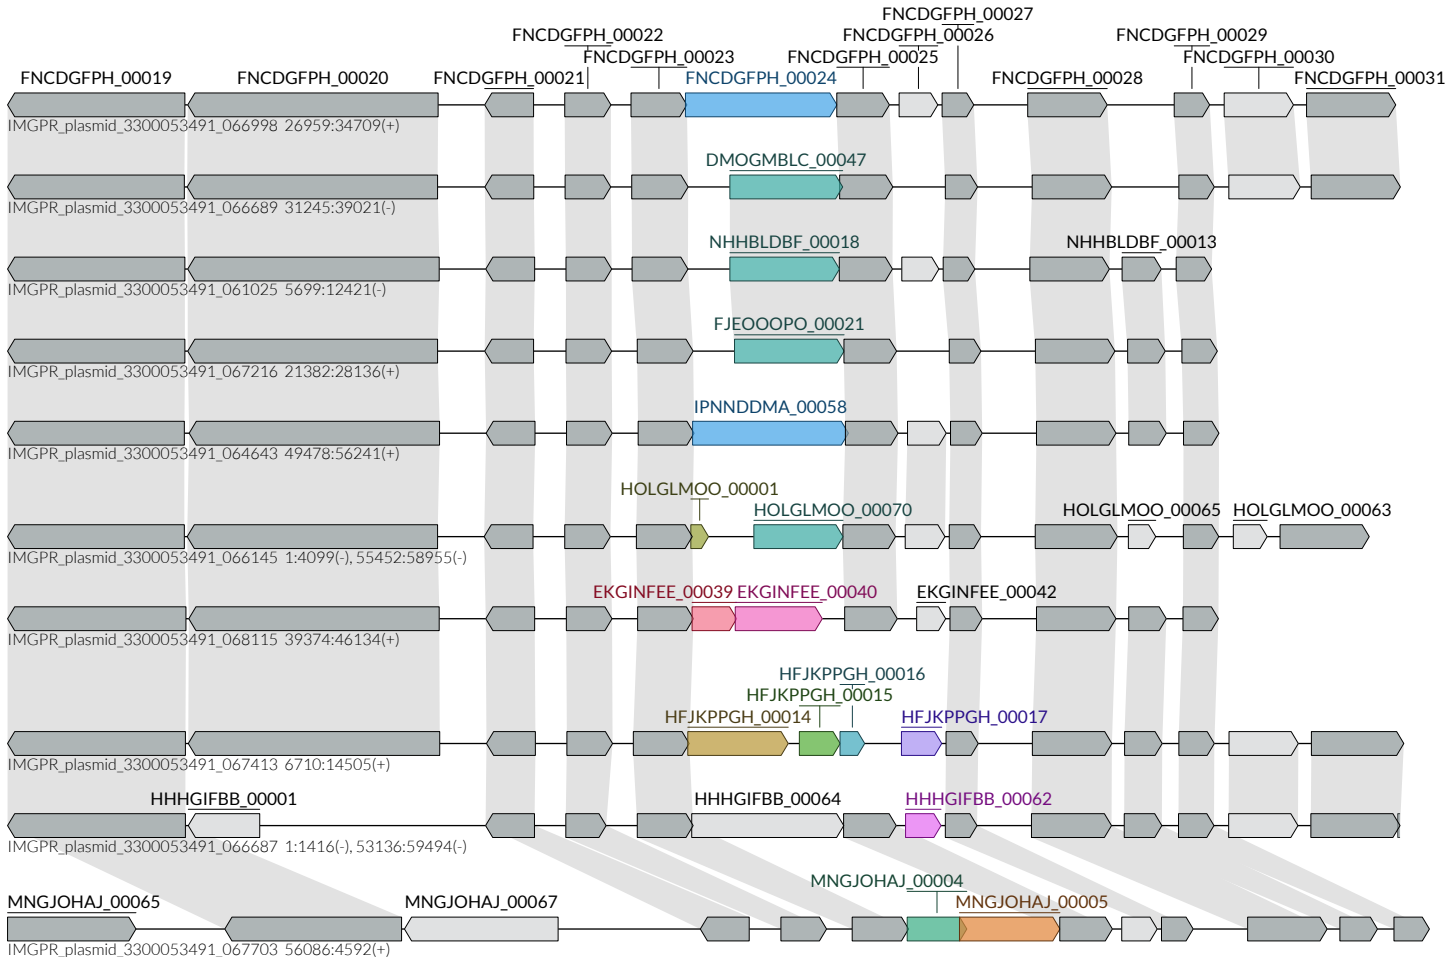 FNCDGFPH_00027
FNCDGFPH_00022 FNCDGFPH_00026 FNCDGFPH_00029
FNCDGFPH_00023 FNCDGFPH_00025 FNCDGFPH_00030
FNCDGFPH_00019 FNCDGFPH_00020 FNCDGFPH_00021 FNCDGFPH_00024 FNCDGFPH_00028 FNCDGFPH_00031
IMGPR_plasmid_3300053491_066998 26959:34709(+)
DMOGMBLC_00047
IMGPR_plasmid_3300053491_066689 31245:39021(-)
NHHBLDBF_00018 NHHBLDBF_00013
IMGPR_plasmid_3300053491_061025 5699:12421(-)
FJEOOOPO_00021
IMGPR_plasmid_3300053491_067216 21382:28136(+)
IPNNDDMA_00058
IMGPR_plasmid_3300053491_064643 49478:56241(+)
HOLGLMOO_00001
HOLGLMOO_00070 HOLGLMOO_00065 HOLGLMOO_00063
IMGPR_plasmid_3300053491_066145 1:4099(-), 55452:58955(-)
EKGINFEE_00039 EKGINFEE_00040 EKGINFEE_00042
IMGPR_plasmid_3300053491_068115 39374:46134(+)
HFJKPPGH_00016
HFJKPPGH_00015
HFJKPPGH_00014 HFJKPPGH_00017
IMGPR_plasmid_3300053491_067413 6710:14505(+)
HHHGIFBB_00001 HHHGIFBB_00064 HHHGIFBB_00062
IMGPR_plasmid_3300053491_066687 1:1416(-), 53136:59494(-)
MNGJOHAJ_00004
MNGJOHAJ_00065 MNGJOHAJ_00067 MNGJOHAJ_00005
IMGPR_plasmid_3300053491_067703 56086:4592(+)